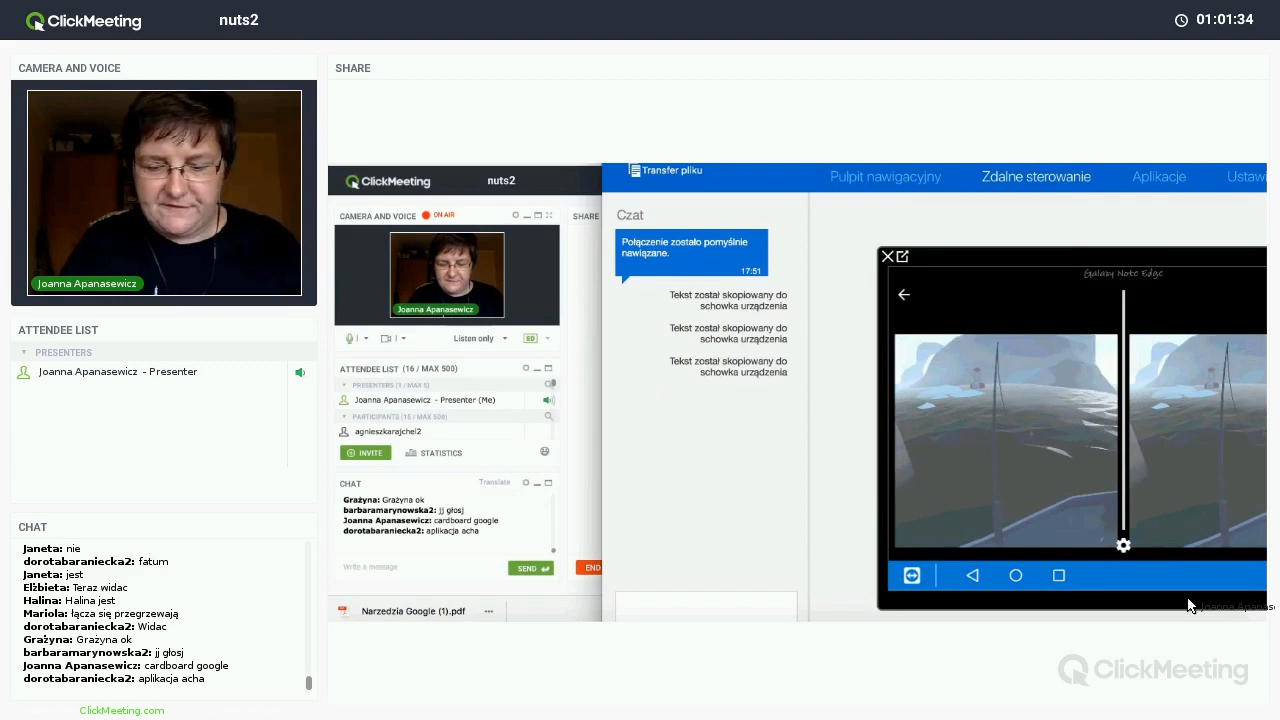 ClickMeeting
nuts2
01:01:34
CAMERA AND VOICE
Joanna Apanasewicz
ATTENDEE LIST
PRESENTERS
Joanna Apanasewicz - Presenter
CHAT
Janeta: nie
dorotabaraniecka2: fatum
Janeta: jest
Elżbieta: Teraz widac
Halina: Halina jest
Mariola: łącza się przegrzewają
dorotabaraniecka2: Widac
Grażyna: Grażyna ok
barbaramarynowska2: jj głosj
Joanna Apanasewicz: cardboard google
dorotabaraniecka2: aplikacja acha
ClickMeeting.com
SHARE
ClickMeeting
nuts2
CAMERA AND VOICE
ON AIR
SHARE
Joanna Apanasewicz
Listen only
SD
ATTENDEE LIST (16 / MAX 500)
PRESENTERS (1 / MAX 5)
Joanna Apanasewicz - Presenter (Me)
PARTICIPANTS (15 / MAX 500)
agnieszkarajchel2
INVITE
STATISTICS
CHAT
Translate
Grażyna: Grażyna ok
barbaramarynowska2: jj głosj
Joanna Apanasewicz: cardboard google
dorotabaraniecka2: aplikacja acha
Write a message
SEND
END
Narzedzia Google (1).pdf
Transfer pliku
Pulpit nawigacyjny
Zdalne sterowanie
Aplikacje
Ustawi
Czat
Połączenie zostało pomyślnie
nawiązane.
17:51
Tekst został skopiowany do
schowka urządzenia
Tekst został skopiowany do
schowka urządzenia
Tekst został skopiowany do
schowka urządzenia
Galaxy Note Edge
Joanna Apanas
ClickMeeting